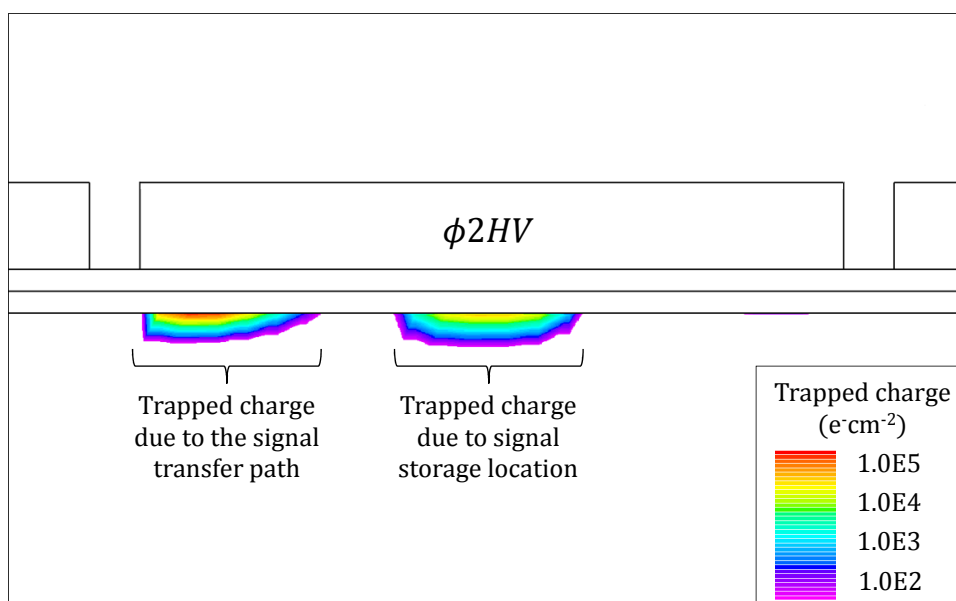 ϕ2HV
Trapped charge
due to the signal
transfer path
Trapped charge
due to signal
storage location
Trapped charge
(e⁻cm⁻²)
1.0E5
1.0E4
1.0E3
1.0E2